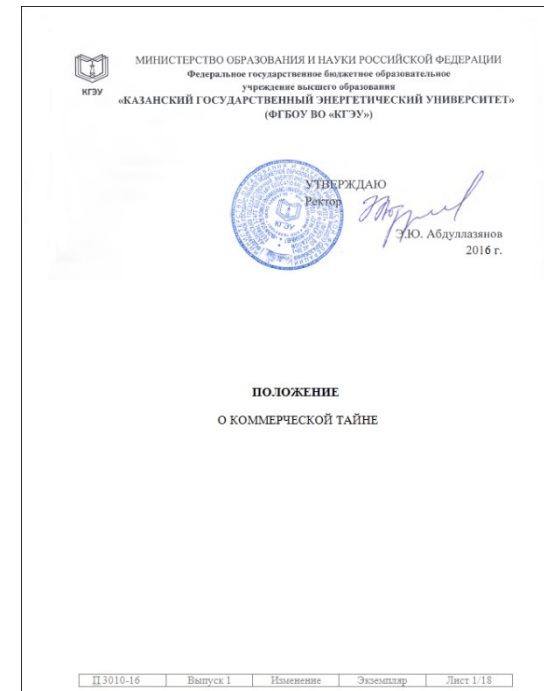 МИНИСТЕРСТВО ОБРАЗОВАНИЯ И НАУКИ РОССИЙСКОЙ ФЕДЕРАЦИИ
Федеральное государственное бюджетное образовательное
учреждение высшего образования
КГЭУ
«КАЗАНСКИЙ ГОСУДАРСТВЕННЫЙ ЭНЕРГЕТИЧЕСКИЙ УНИВЕРСИТЕТ»
(ФГБОУ ВО «КГЭУ»)
УТВЕРЖДАЮ
Ректор
КГЭУ
Э.Ю. Абдуллазянов
2016 г.
ПОЛОЖЕНИЕ
О КОММЕРЧЕСКОЙ ТАЙНЕ
П 3010-16 Выпуск 1 Изменение Экземпляр Лист 1/18